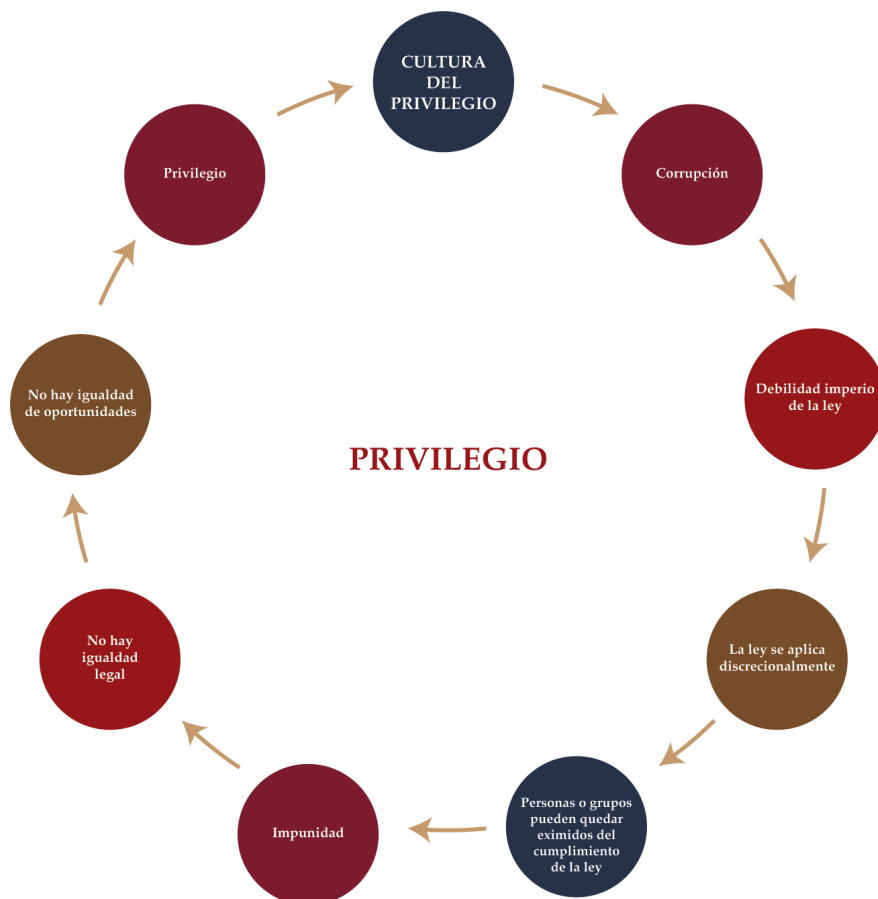 CULTURA
DEL
PRIVILEGIO
Corrupción
Debilidad imperio
de la ley
La ley se aplica
discrecionalmente
Personas o grupos
pueden quedar
eximidos del
cumplimiento
de la ley
Impunidad
No hay
igualdad
legal
No hay igualdad
de oportunidades
Privilegio
PRIVILEGIO